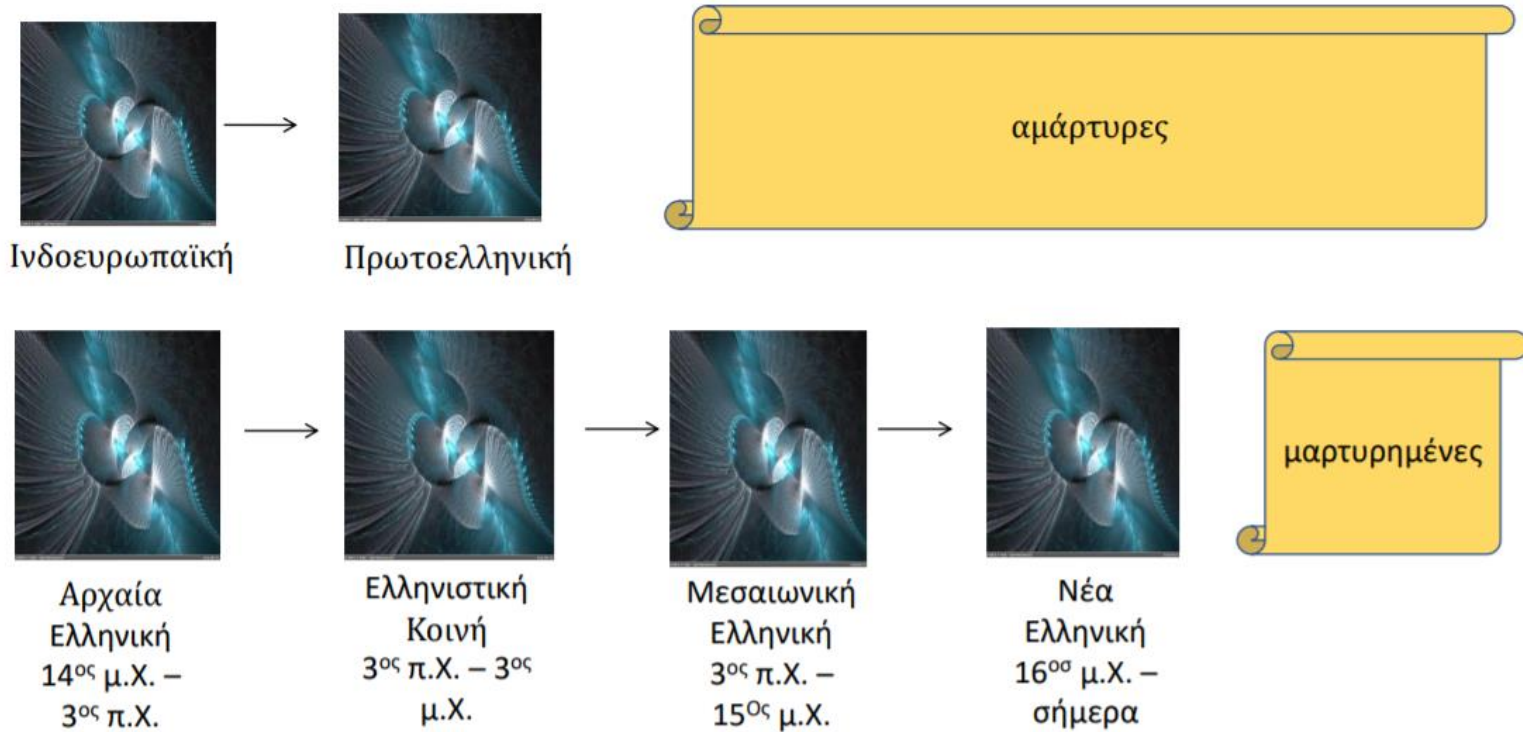 αμάρτυρες
Ινδοευρωπαϊκή
Πρωτοελληνική
μαρτυρημένες
Αρχαία
Ελληνική
14ος μ.Χ. –
3ος π.Χ.
Ελληνιστική
Κοινή
3ος π.Χ. – 3ος
μ.Χ.
Μεσαιωνική
Ελληνική
3ος π.Χ. –
15Ος μ.Χ.
Νέα
Ελληνική
16οσ μ.Χ. –
σήμερα